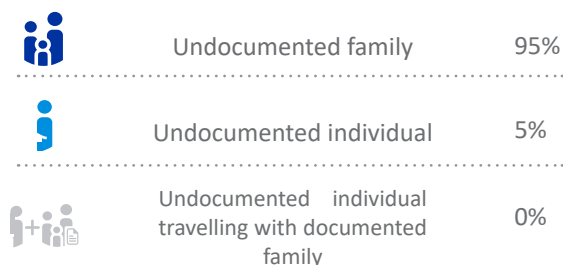 Undocumented family 95%
Undocumented individual 5%
Undocumented individual
travelling with documented 0%
family